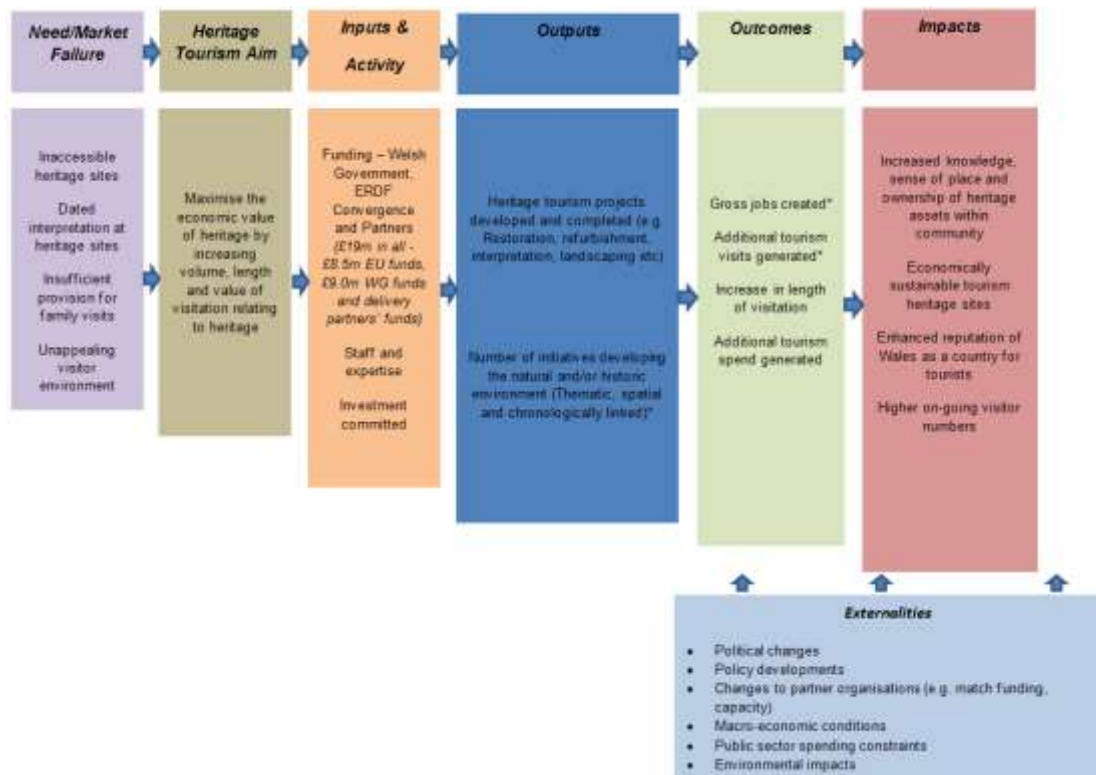 Need/Market
Failure
Heritage
Tourism Aim
Inputs &
Activity
Outputs
Outcomes
Impacts
Inaccessible
heritage sites
Dated
interpretation at
heritage sites
Insufficient
provision for
family visits
Unappealing
visitor
environment
Maximise the
economic value
of heritage by
increasing
volume, length
and value of
visitation relating
to heritage
Funding – Welsh
Government,
ERDF
Convergence
and Partners
(£19m in all -
£8.5m EU funds,
£9.0m WG funds
and delivery
partners' funds)
Staff and
expertise
Investment
committed
Heritage tourism projects
developed and completed (e.g.
Restoration, refurbishment,
interpretation, landscaping etc)
Number of initiatives developing
the natural and/or historic
environment (Thematic, spatial
and chronologically linked)*
Gross jobs created*
Additional tourism
visits generated*
Increase in length
of visitation
Additional tourism
spend generated
Increased knowledge,
sense of place and
ownership of heritage
assets within
community
Economically
sustainable tourism
heritage sites
Enhanced reputation of
Wales as a country for
tourists
Higher on-going visitor
numbers
Externalities
• Political changes
• Policy developments
• Changes to partner organisations (e.g. match funding,
capacity)
• Macro-economic conditions
• Public sector spending constraints
• Environmental impacts